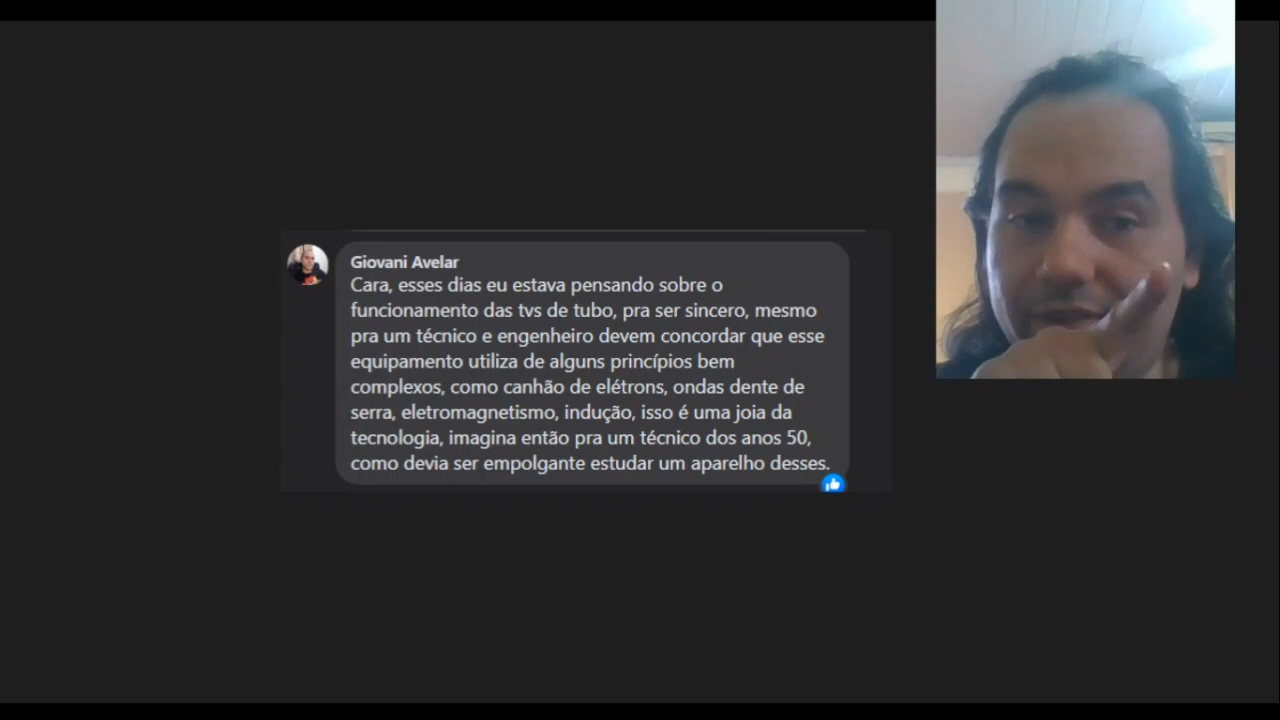 Giovani Avelar
Cara, esses dias eu estava pensando sobre o
funcionamento das tvs de tubo, pra ser sincero, mesmo
pra um técnico e engenheiro devem concordar que esse
equipamento utiliza de alguns princípios bem
complexos, como canhão de elétrons, ondas dente de
serra, eletromagnetismo, indução, isso é uma joia da
tecnologia, imagina então pra um técnico dos anos 50,
como devia ser empolgante estudar um aparelho desses.